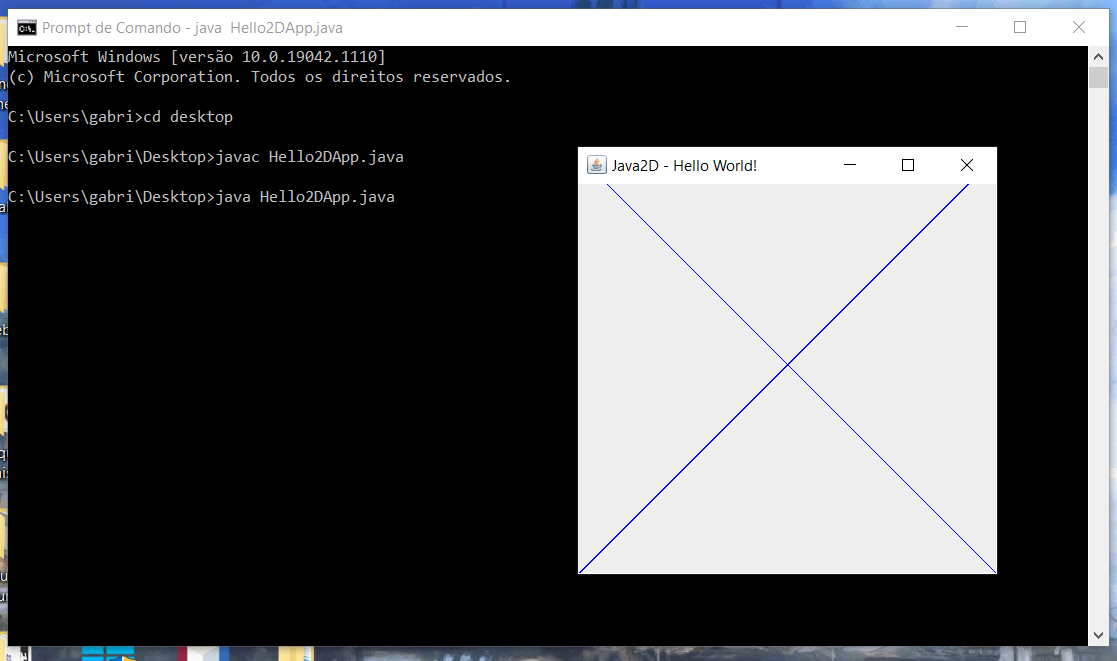 Prompt de Comando - java  Hello2DApp.java
Microsoft Windows [versão 10.0.19042.1110]
(c) Microsoft Corporation. Todos os direitos reservados.
C:\Users\gabri>cd desktop
C:\Users\gabri\Desktop>javac Hello2DApp.java
C:\Users\gabri\Desktop>java Hello2DApp.java
Java2D - Hello World!